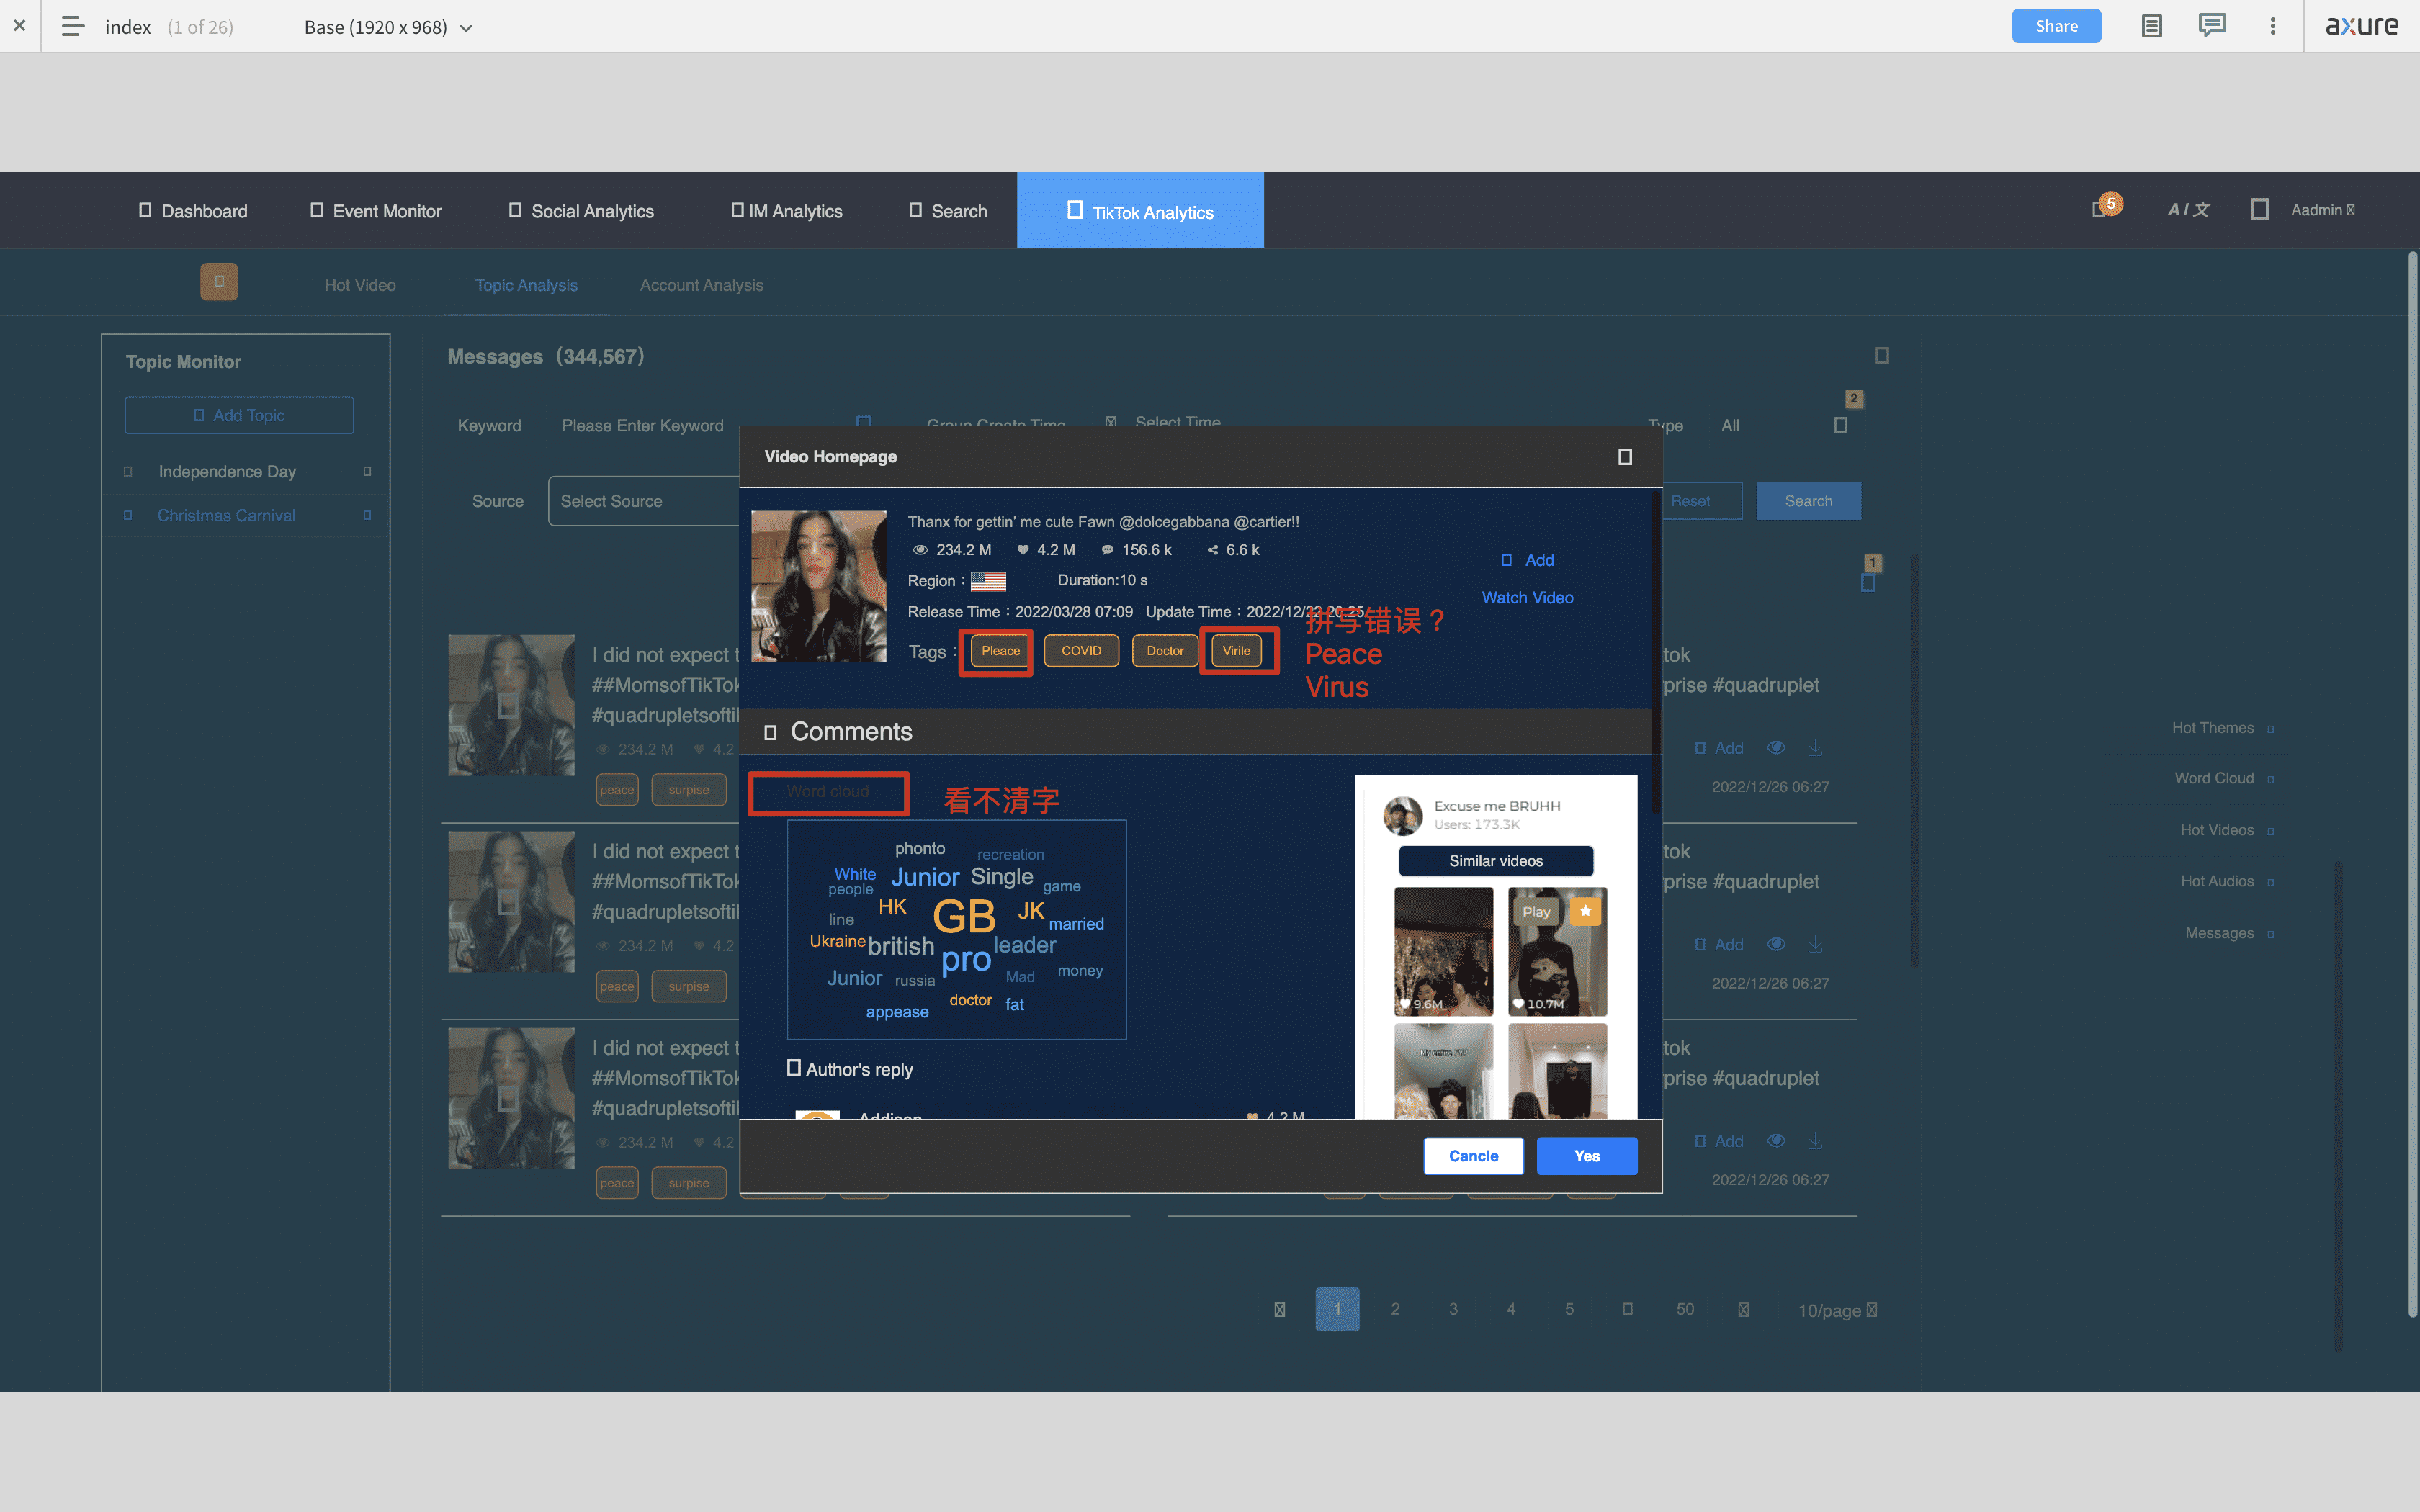 index (1 of 26) Base (1920 x 968) Share axure
Dashboard Event Monitor Social Analytics IM Analytics Search TikTok Analytics 5 A / 文 Aadmin
Hot Video Topic Analysis Account Analysis
Topic Monitor
Add Topic
Independence Day
Christmas Carnival
Messages（344,567）
2
Keyword Please Enter Keyword Group Create Time Select Time Type All
Source Select Source Reset Search
1
Video Homepage
Thanx for gettin' me cute Fawn @dolcegabbana @cartier!!
234.2 M 4.2 M 156.6 k 6.6 k
Add
Region： Duration:10 s
Watch Video
Release Time：2022/03/28 07:09 Update Time：2022/12/22 20:25
拼写错误？
Peace
Virus
Tags： Pleace COVID Doctor Virile
Comments
Word cloud
看不清字
phonto recreation
White Junior Single game
people
HK GB JK
line married
Ukraine british leader
pro
Junior russia Mad money
doctor fat
appease
Author's reply
Addison 4.2 M
Excuse me BRUHH
Users: 173.3K
Similar videos
Play
9.6M 10.7M
Cancle Yes
I did not expect t
##MomsofTikTok
#quadrupletsoftil
234.2 M 4.2
peace surpise
tok
prise #quadruplet
Add
2022/12/26 06:27
I did not expect t
##MomsofTikTok
#quadrupletsoftil
234.2 M 4.2
peace surpise
tok
prise #quadruplet
Add
2022/12/26 06:27
I did not expect t
##MomsofTikTok
#quadrupletsoftil
234.2 M 4.2
peace surpise
tok
prise #quadruplet
Add
2022/12/26 06:27
Hot Themes
Word Cloud
Hot Videos
Hot Audios
Messages
1 2 3 4 5 50 10/page